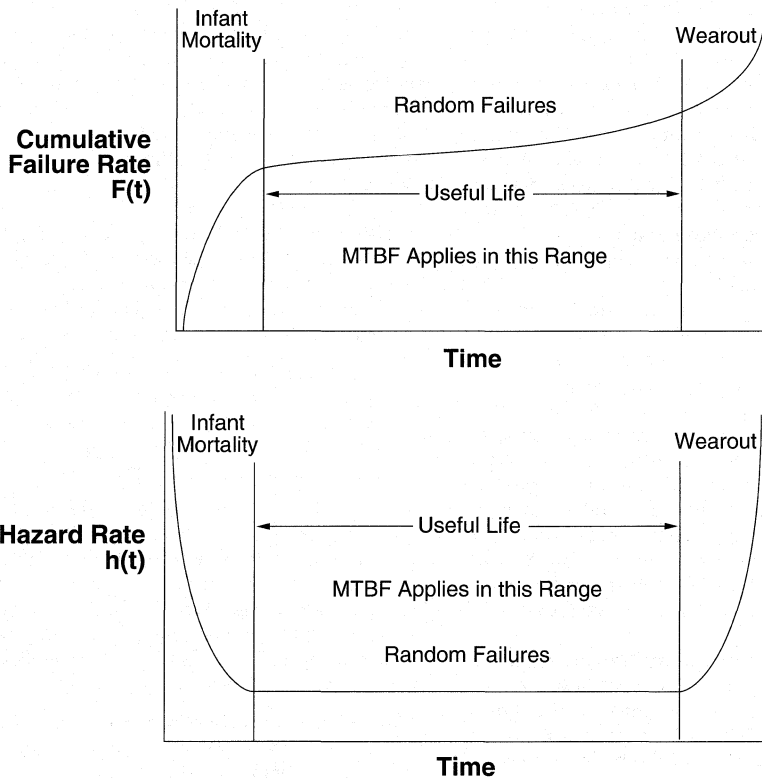 Infant
Mortality
Wearout
Random Failures
Cumulative
Failure Rate
F(t)
Useful Life
MTBF Applies in this Range
Time
Infant
Mortality
Wearout
Hazard Rate
h(t)
Useful Life
MTBF Applies in this Range
Random Failures
Time